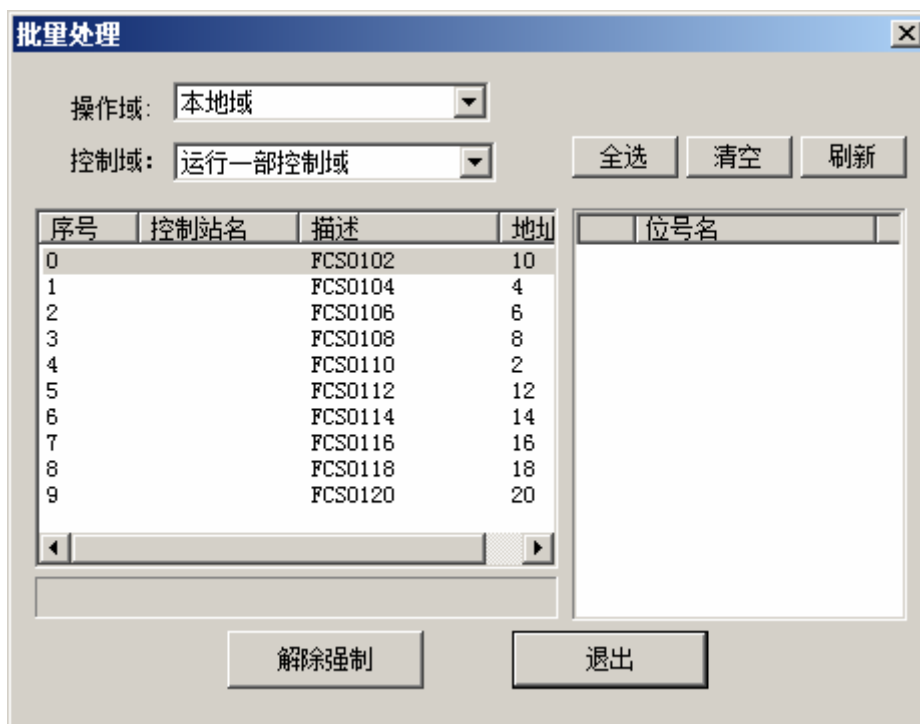 批量处理
操作域: 本地域
控制域: 运行一部控制域
全选 清空 刷新
序号 控制站名 描述 地址 位号名
0 FCS0102 10
1 FCS0104 4
2 FCS0106 6
3 FCS0108 8
4 FCS0110 2
5 FCS0112 12
6 FCS0114 14
7 FCS0116 16
8 FCS0118 18
9 FCS0120 20
解除强制 退出